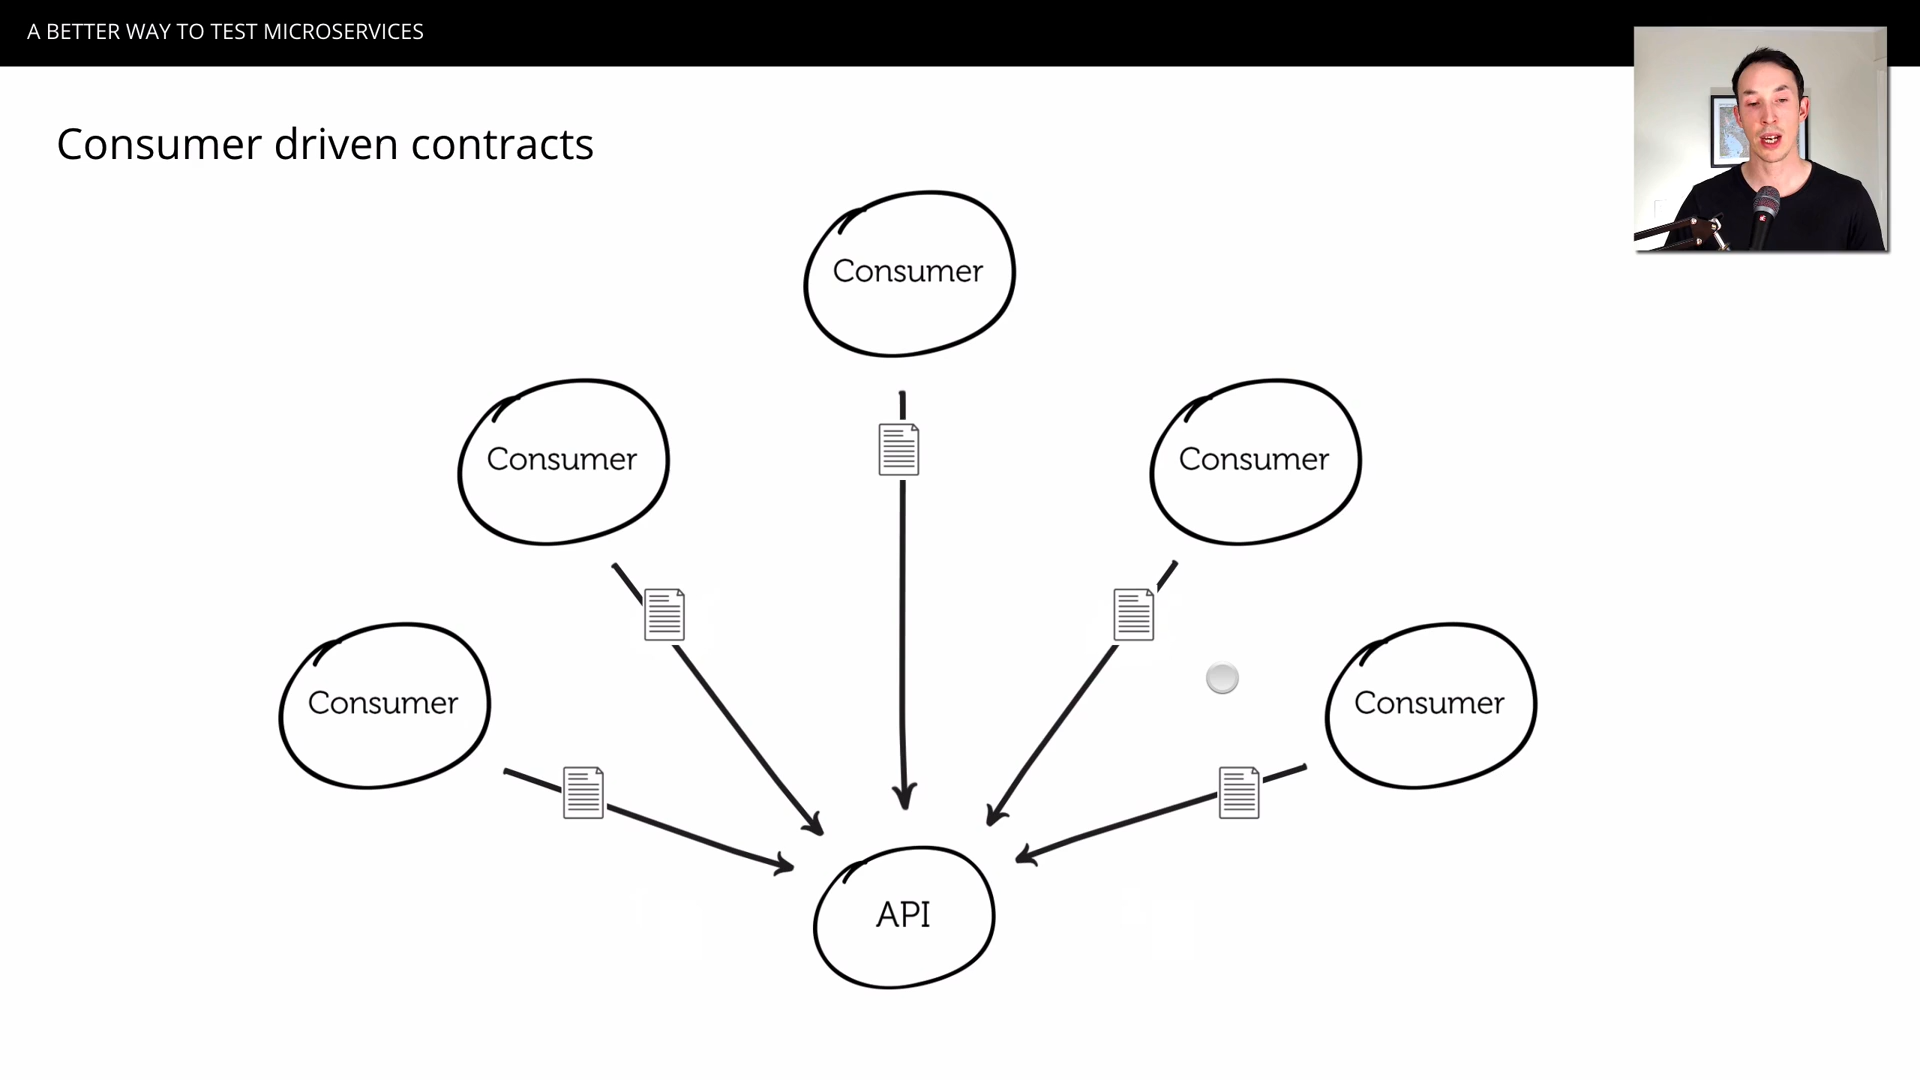 A BETTER WAY TO TEST MICROSERVICES
Consumer driven contracts
Consumer
Consumer
Consumer
Consumer
Consumer
API